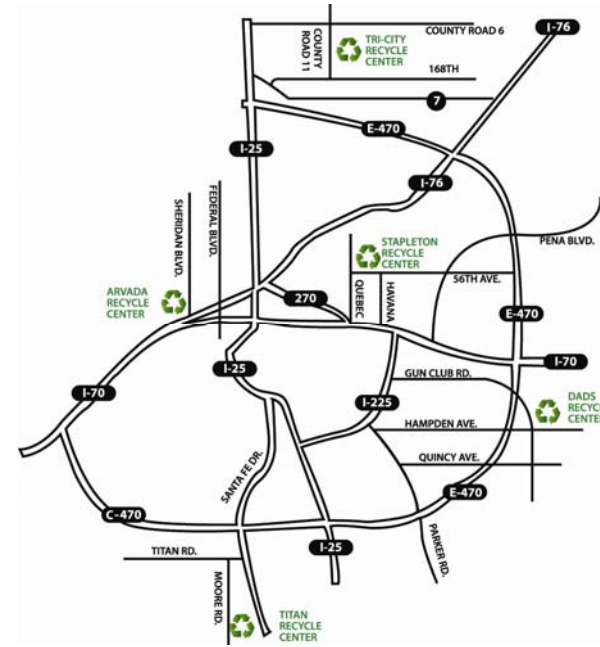 I-76
COUNTY ROAD 6
COUNTY
ROAD 11
TRI-CITY
RECYCLE
CENTER
168TH
7
E-470
I-25
I-76
FEDERAL BLVD.
SHERIDAN BLVD.
STAPLETON
RECYCLE
CENTER
PENA BLVD.
56TH AVE.
ARVADA
RECYCLE
CENTER
270
QUEBEC
HAVANA
E-470
I-70
I-25
GUN CLUB RD.
I-70
I-225
DADS
RECYCLE
CENTER
HAMPDEN AVE.
QUINCY AVE.
SANTA FE DR.
E-470
C-470
PARKER RD.
I-25
TITAN RD.
MOORE RD.
TITAN
RECYCLE
CENTER